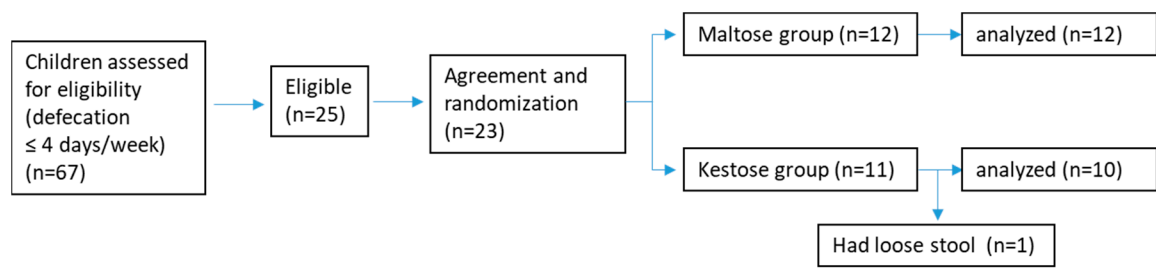 Children assessed
for eligibility
(defecation
≤ 4 days/week)
(n=67)
Eligible
(n=25)
Agreement and
randomization
(n=23)
Maltose group (n=12)
analyzed (n=12)
Kestose group (n=11)
analyzed (n=10)
Had loose stool (n=1)